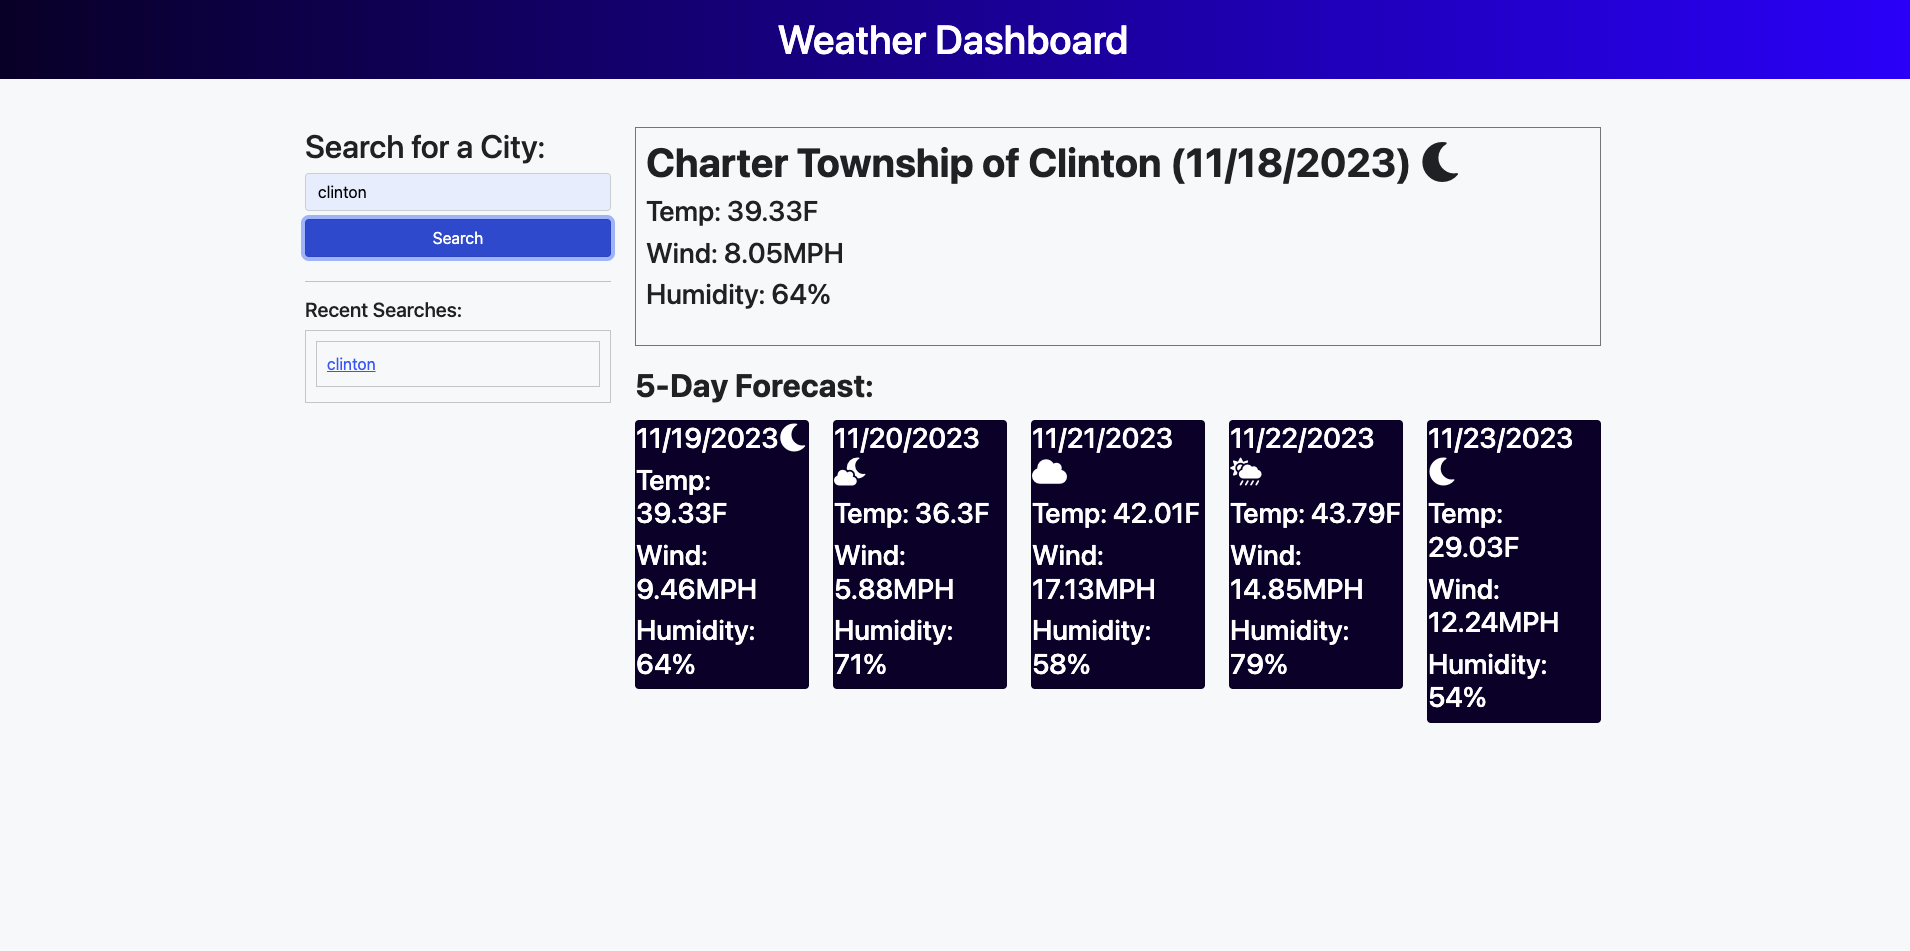 Weather Dashboard
Search for a City:
clinton
Search
Recent Searches:
clinton
Charter Township of Clinton (11/18/2023)
Temp: 39.33F
Wind: 8.05MPH
Humidity: 64%
5-Day Forecast:
11/19/2023
Temp:
39.33F
Wind:
9.46MPH
Humidity:
64%
11/20/2023
Temp: 36.3F
Wind:
5.88MPH
Humidity:
71%
11/21/2023
Temp: 42.01F
Wind:
17.13MPH
Humidity:
58%
11/22/2023
Temp: 43.79F
Wind:
14.85MPH
Humidity:
79%
11/23/2023
Temp:
29.03F
Wind:
12.24MPH
Humidity:
54%